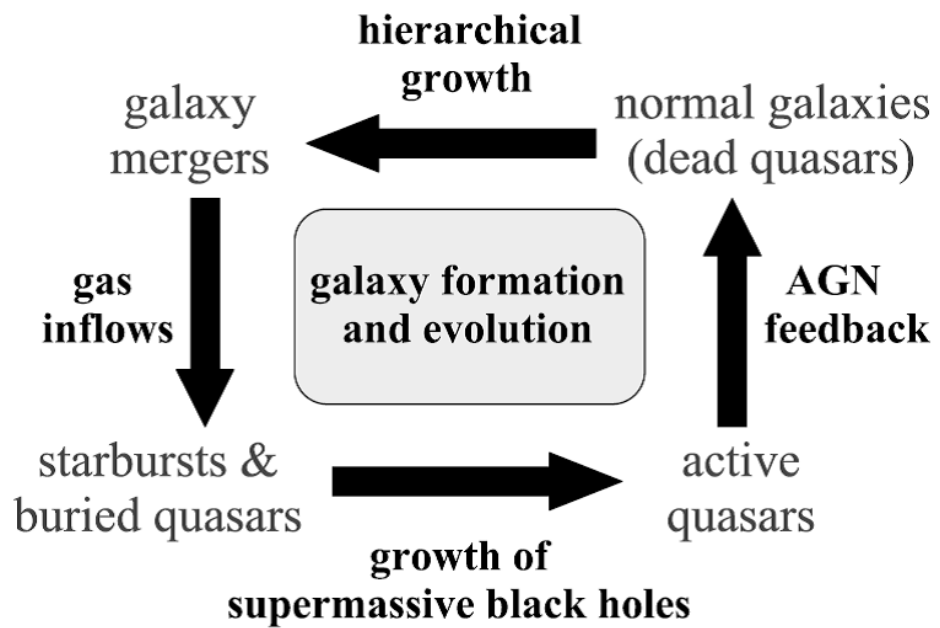 hierarchical
growth
galaxy
mergers
normal galaxies
(dead quasars)
gas
inflows
galaxy formation
and evolution
AGN
feedback
starbursts &
buried quasars
active
quasars
growth of
supermassive black holes